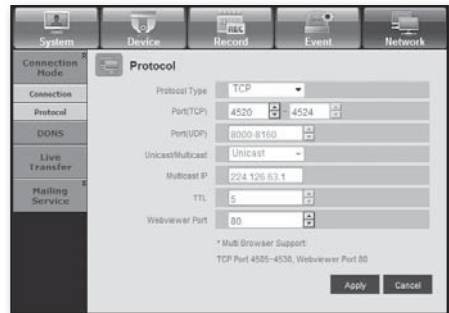 System Device Record Event Network
REC
Connection Mode
Connection
Protocol
DDNS
Live Transfer
Mailing Service
Protocol
Protocol Type TCP
Port(TCP) 4520 ~ 4524
Port(UDP) 8000-8160
Unicast/Multicast Unicast
Multicast IP 224.126.63.1
TTL 5
Webviewer Port 80
* Multi Browser Support:
TCP Port 4505~4530, Webviewer Port 80
Apply Cancel